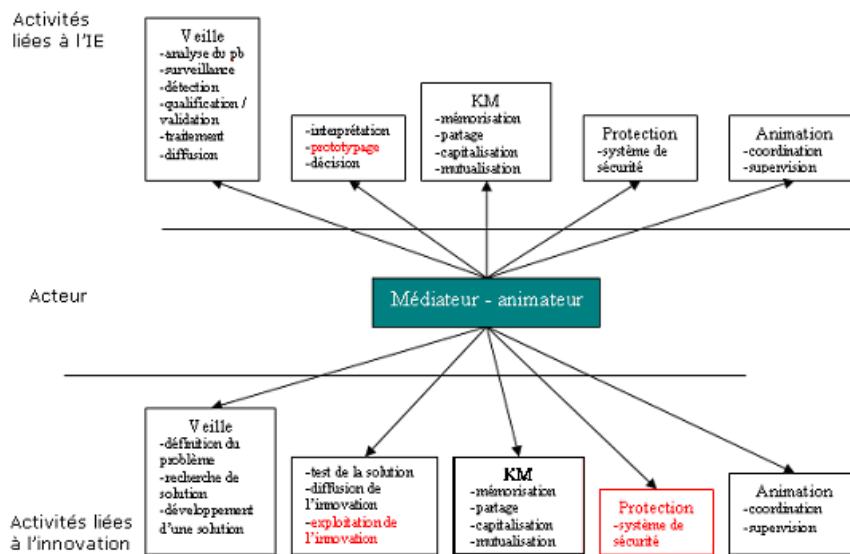 Activités
liées à l'IE
Veille
-analyse du pb
-surveillance
-détection
-qualification /
validation
-traitement
-diffusion
-interprétation
-prototypage
-décision
KM
-mémorisation
-partage
-capitalisation
-mutualisation
Protection
-système de
sécurité
Animation
-coordination
-supervision
Acteur
Médiateur - animateur
Activités liées
à l'innovation
Veille
-définition du
problème
-recherche de
solution
-développement
d'une solution
-test de la solution
-diffusion de
l'innovation
-exploitation de
l'innovation
KM
-mémorisation
-partage
-capitalisation
-mutualisation
Protection
-système de
sécurité
Animation
-coordination
-supervision